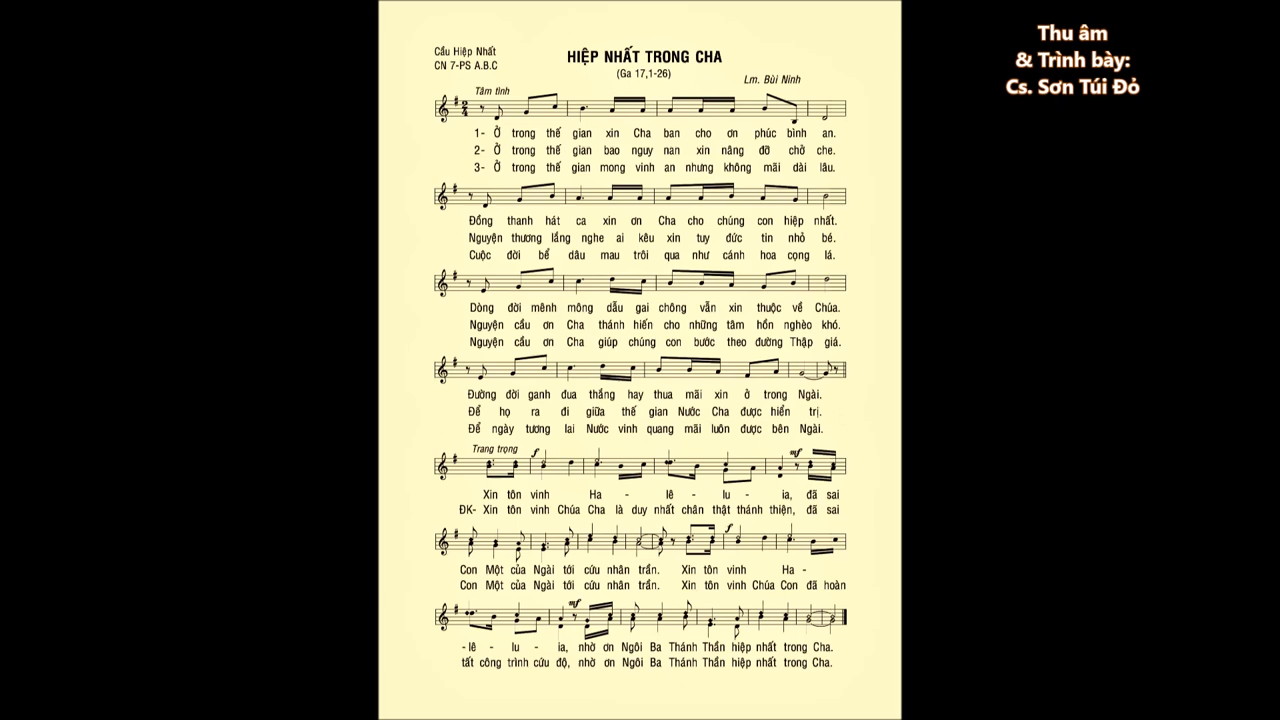 Cầu Hiệp Nhất
CN 7-PS A.B.C
HIỆP NHẤT TRONG CHA
(Ga 17,1-26)
Lm. Bùi Ninh
Thu âm
& Trình bày:
Cs. Sơn Túi Đỏ
Tâm tình
1- Ở trong thế gian xin Cha ban cho ơn phúc bình an.
2- Ở trong thế gian bao nguy nan xin nâng đỡ chở che.
3- Ở trong thế gian mong vinh an nhưng không mãi dài lâu.
Đồng thanh hát ca xin ơn Cha cho chúng con hiệp nhất.
Nguyện thương lắng nghe ai kêu xin tuy đức tin nhỏ bé.
Cuộc đời bể dâu mau trôi qua như cánh hoa cọng lá.
Dòng đời mênh mông dẫu gai chông vẫn xin thuộc về Chúa.
Nguyện cầu ơn Cha thánh hiến cho những tâm hồn nghèo khó.
Nguyện cầu ơn Cha giúp chúng con bước theo đường Thập giá.
Đường đời ganh đua thắng hay thua mãi xin ở trong Ngài.
Để họ ra đi giữa thế gian Nước Cha được hiển trị.
Để ngày tương lai Nước vinh quang mãi luôn được bên Ngài.
Trang trọng f mf
Xin tôn vinh Ha - lê - lu - ia, đã sai
ĐK- Xin tôn vinh Chúa Cha là duy nhất chân thật thánh thiện, đã sai
f
Con Một của Ngài tới cứu nhân trần. Xin tôn vinh Ha -
Con Một của Ngài tới cứu nhân trần. Xin tôn vinh Chúa Con đã hoàn
mf
- lê - lu - ia, nhờ ơn Ngôi Ba Thánh Thần hiệp nhất trong Cha.
tất công trình cứu độ, nhờ ơn Ngôi Ba Thánh Thần hiệp nhất trong Cha.